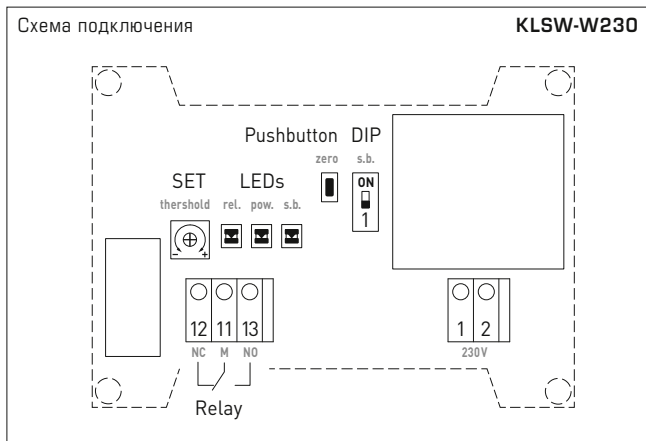 Схема подключения KLSW-W230
Pushbutton DIP
zero s.b.
SET LEDs
thershold rel. pow. s.b.
ON
1
- +
12 11 13
NC M NO
1 2
230V
Relay